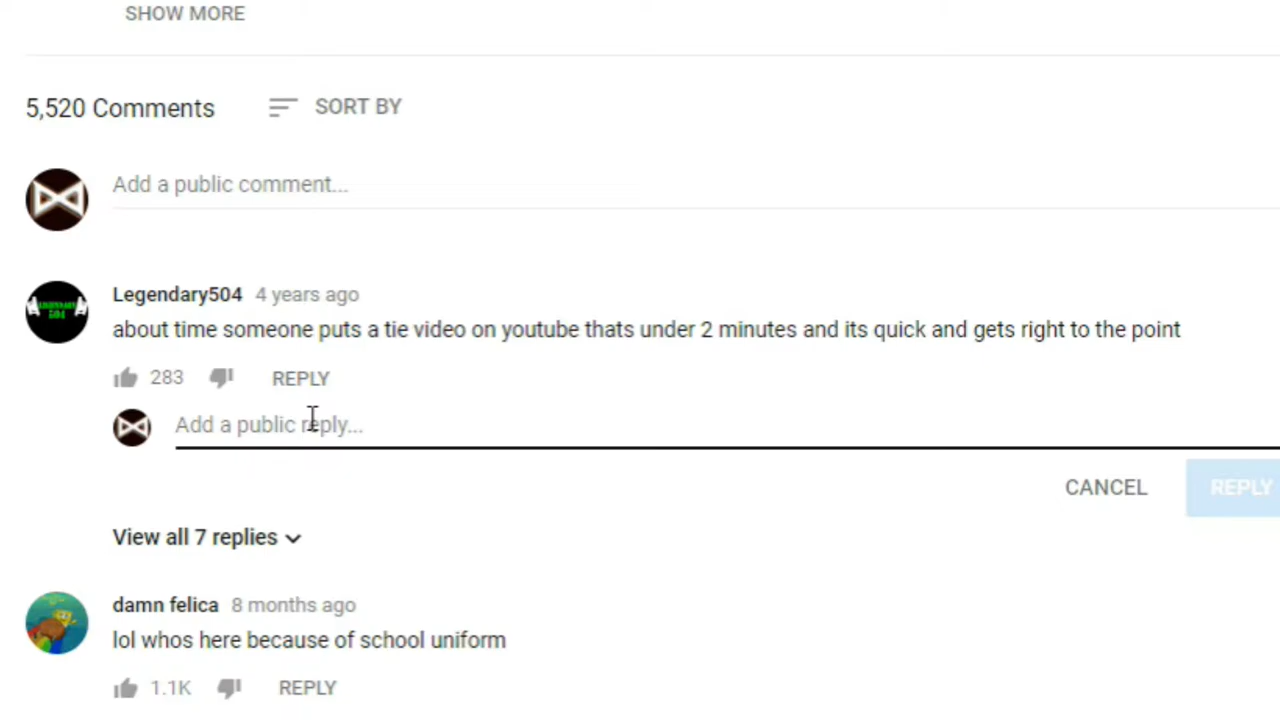 SHOW MORE
5,520 Comments SORT BY
Add a public comment...
Legendary504 4 years ago
about time someone puts a tie video on youtube thats under 2 minutes and its quick and gets right to the point
283 REPLY
Add a public reply...
CANCEL REPLY
View all 7 replies
damn felica 8 months ago
lol whos here because of school uniform
1.1K REPLY